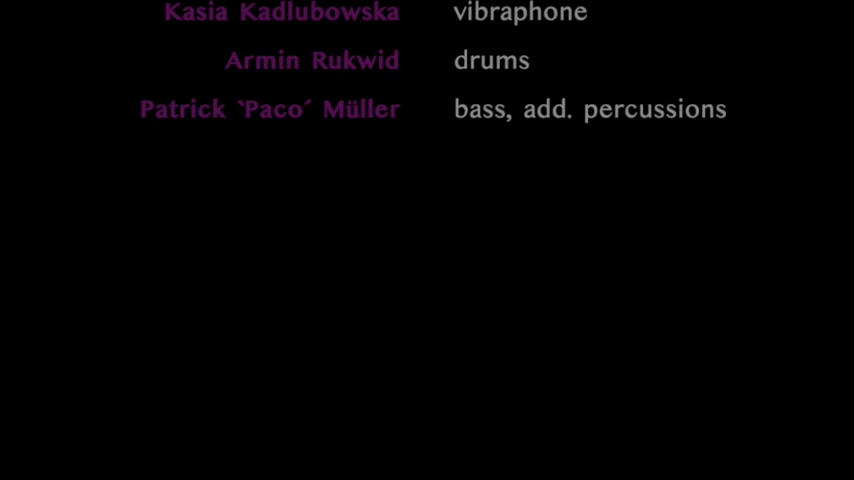 Kasia Kadlubowska vibraphone
Armin Rukwid drums
Patrick `Paco´ Müller bass, add. percussions